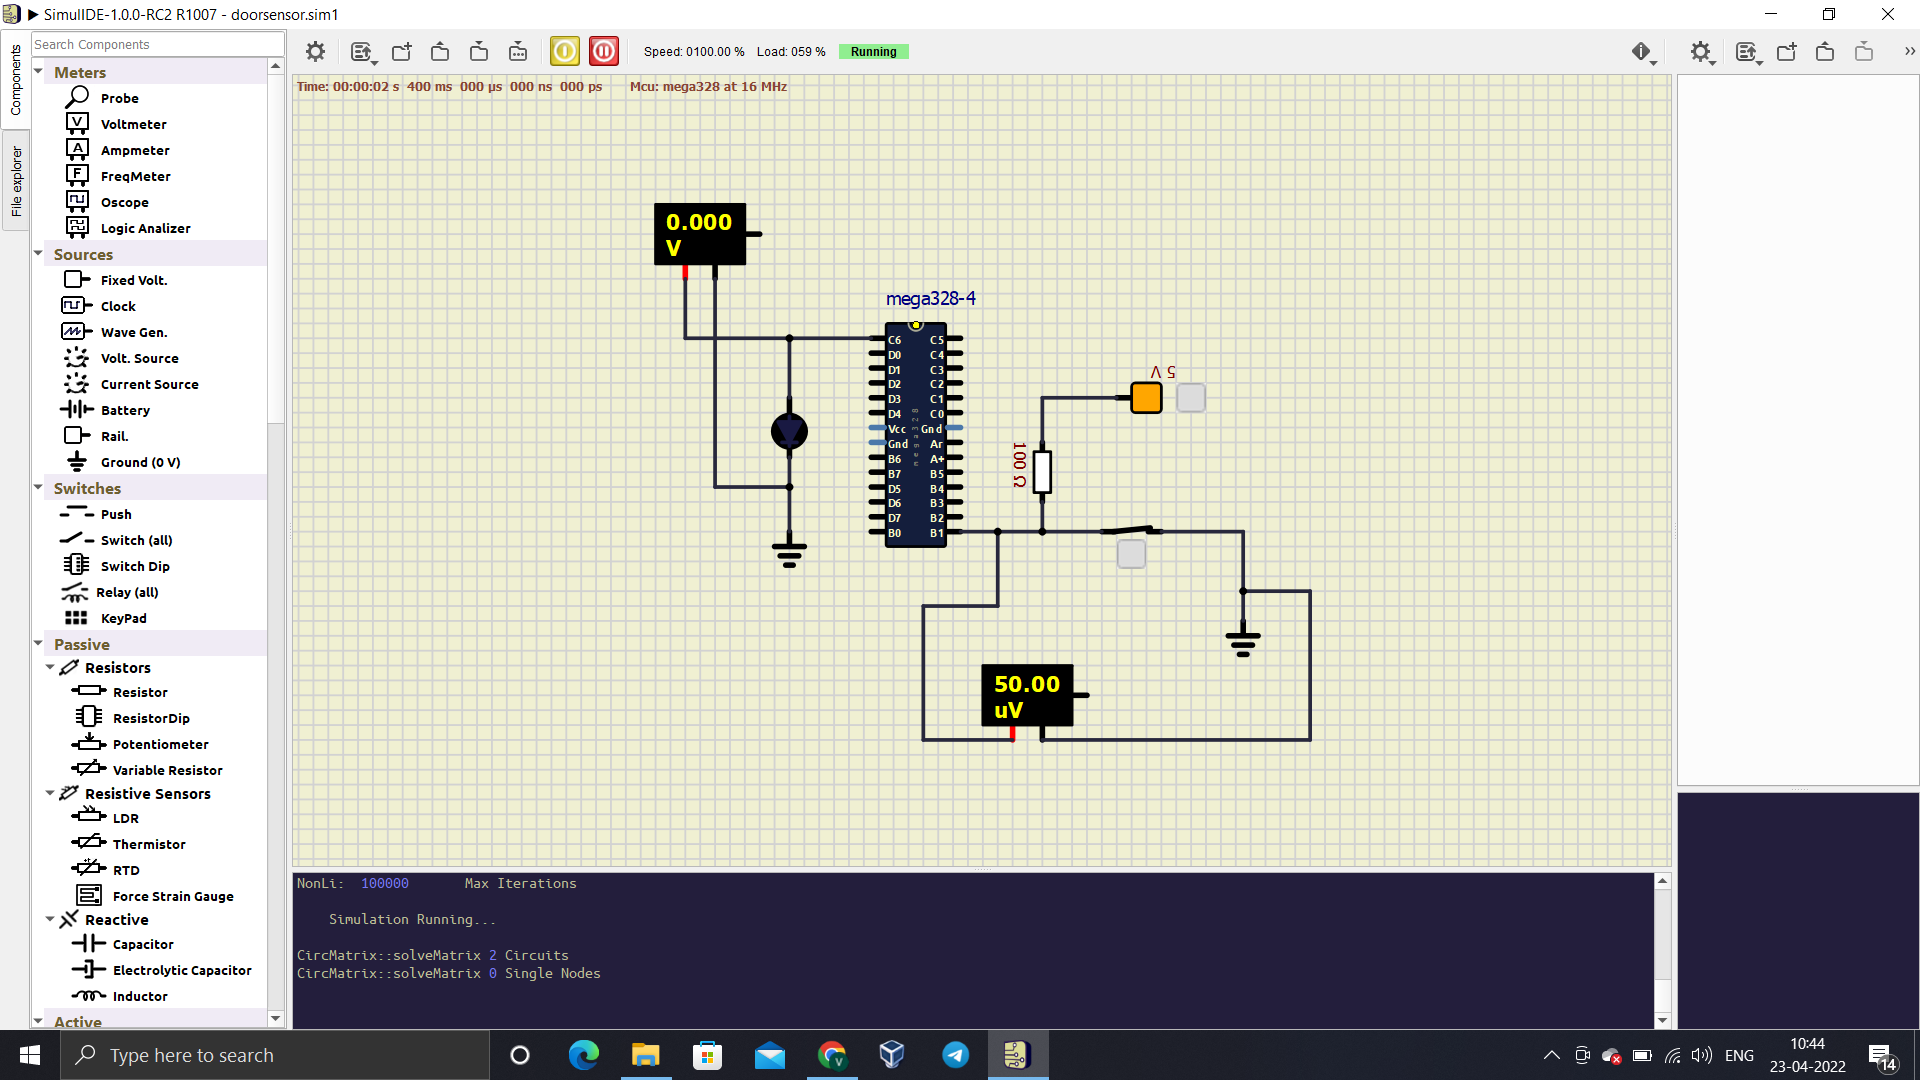 SimulIDE-1.0.0-RC2 R1007 - doorsensor.sim1
Components
File explorer
Search Components
Speed: 0100.00 % Load: 059 % Running
Time: 00:00:02 s 400 ms 000 µs 000 ns 000 ps Mcu: mega328 at 16 MHz
Meters
Probe
Voltmeter
Ampmeter
FreqMeter
Oscope
Logic Analizer
Sources
Fixed Volt.
Clock
Wave Gen.
Volt. Source
Current Source
Battery
Rail.
Ground (0 V)
Switches
Push
Switch (all)
Switch Dip
Relay (all)
KeyPad
Passive
Resistors
Resistor
ResistorDip
Potentiometer
Variable Resistor
Resistive Sensors
LDR
Thermistor
RTD
Force Strain Gauge
Reactive
Capacitor
Electrolytic Capacitor
Inductor
Active
0.000
V
mega328-4
C6 C5
D0 C4
D1 C3
D2 C2
D3 C1
D4 C0
Vcc Gnd
Gnd Ar
B6 A+
B7 B5
D5 B4
D6 B3
D7 B2
B0 B1
mega328
5 V
100 Ω
50.00
uV
NonLi: 100000 Max Iterations
Simulation Running...
CircMatrix::solveMatrix 2 Circuits
CircMatrix::solveMatrix 0 Single Nodes
Type here to search
V
ENG
10:44
23-04-2022
14